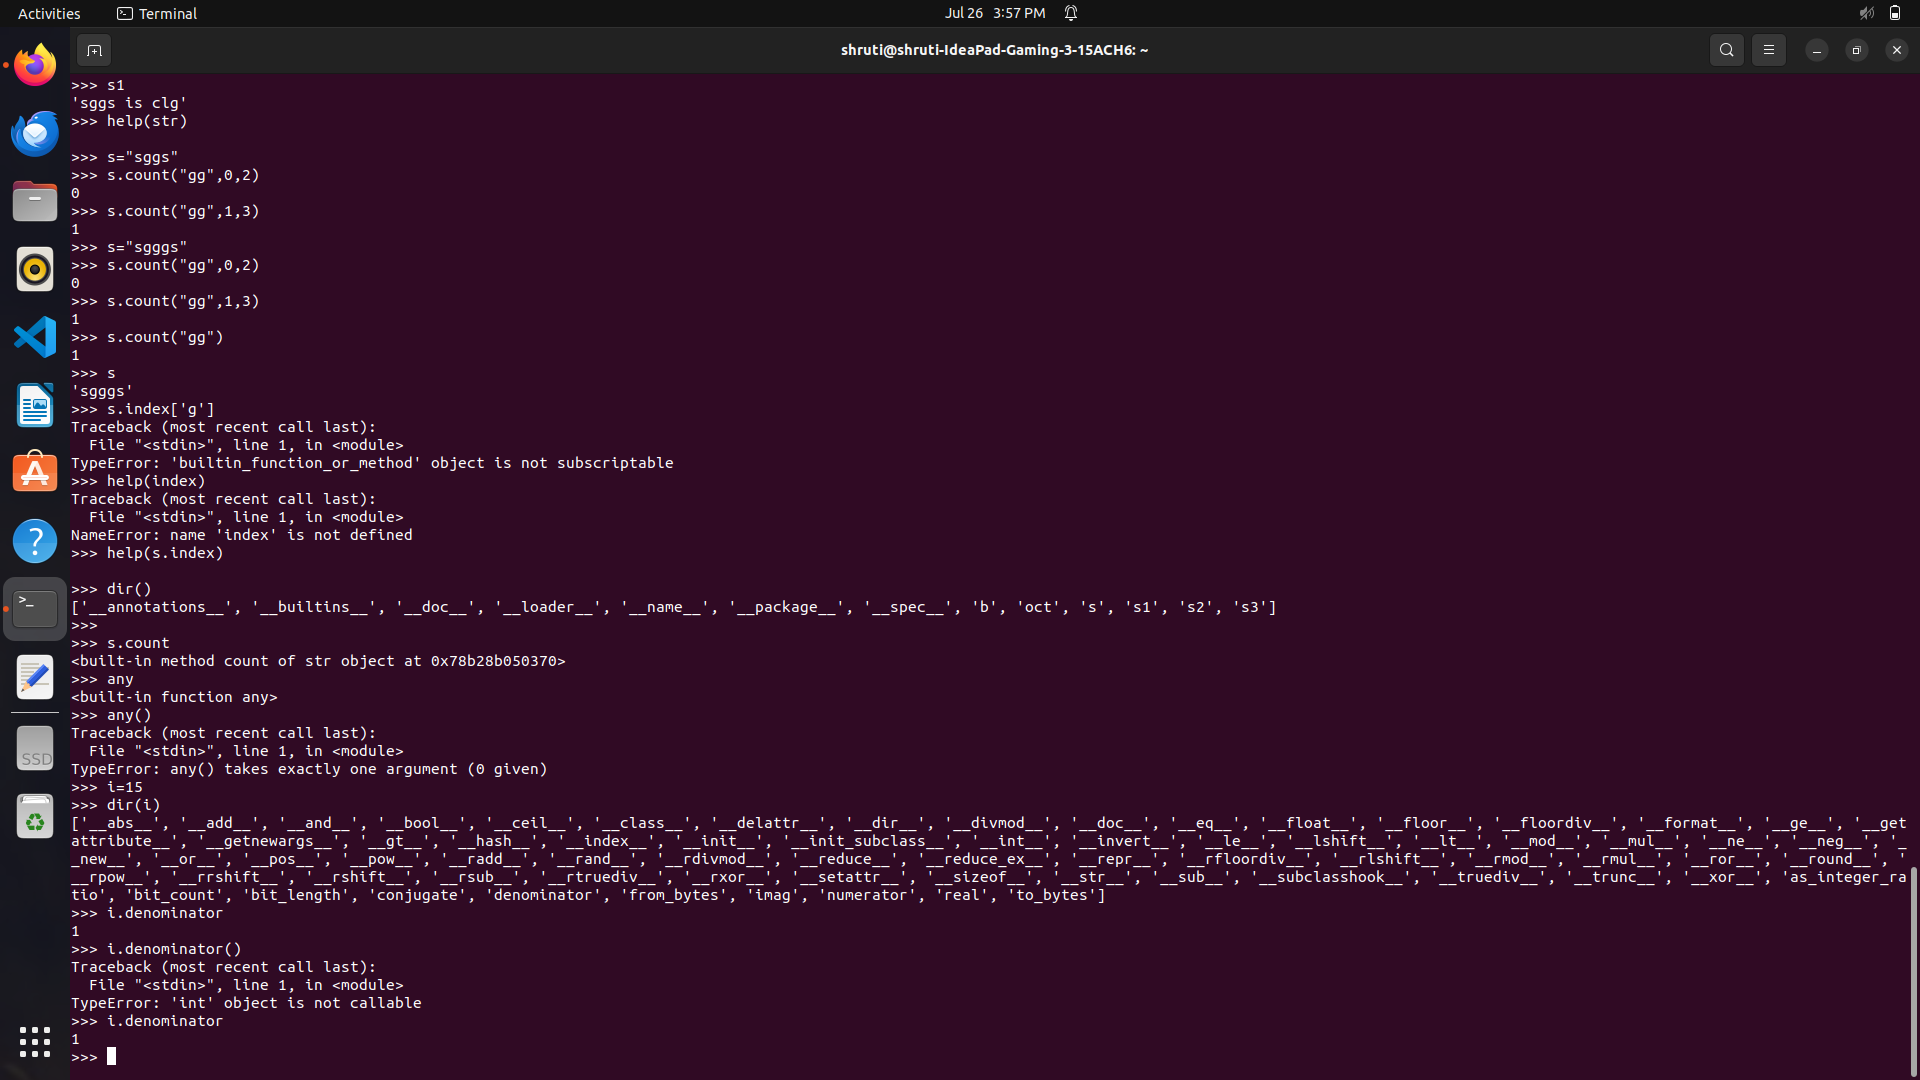 Activities
Terminal
Jul 26 3:57 PM
shruti@shruti-IdeaPad-Gaming-3-15ACH6: ~
>>> s1
'sggs is clg'
>>> help(str)
>>> s="sggs"
>>> s.count("gg",0,2)
0
>>> s.count("gg",1,3)
1
>>> s="sgggs"
>>> s.count("gg",0,2)
0
>>> s.count("gg",1,3)
1
>>> s.count("gg")
1
>>> s
'sgggs'
>>> s.index['g']
Traceback (most recent call last):
  File "<stdin>", line 1, in <module>
TypeError: 'builtin_function_or_method' object is not subscriptable
>>> help(index)
Traceback (most recent call last):
  File "<stdin>", line 1, in <module>
NameError: name 'index' is not defined
>>> help(s.index)
>>> dir()
['__annotations__', '__builtins__', '__doc__', '__loader__', '__name__', '__package__', '__spec__', 'b', 'oct', 's', 's1', 's2', 's3']
>>>
>>> s.count
<built-in method count of str object at 0x78b28b050370>
>>> any
<built-in function any>
>>> any()
Traceback (most recent call last):
  File "<stdin>", line 1, in <module>
TypeError: any() takes exactly one argument (0 given)
>>> i=15
>>> dir(i)
['__abs__', '__add__', '__and__', '__bool__', '__ceil__', '__class__', '__delattr__', '__dir__', '__divmod__', '__doc__', '__eq__', '__float__', '__floor__', '__floordiv__', '__format__', '__ge__', '__get
attribute__', '__getnewargs__', '__gt__', '__hash__', '__index__', '__init__', '__init_subclass__', '__int__', '__invert__', '__le__', '__lshift__', '__lt__', '__mod__', '__mul__', '__ne__', '__neg__', '_
_new__', '__or__', '__pos__', '__pow__', '__radd__', '__rand__', '__rdivmod__', '__reduce__', '__reduce_ex__', '__repr__', '__rfloordiv__', '__rlshift__', '__rmod__', '__rmul__', '__ror__', '__round__', '
__rpow__', '__rrshift__', '__rshift__', '__rsub__', '__rtruediv__', '__rxor__', '__setattr__', '__sizeof__', '__str__', '__sub__', '__subclasshook__', '__truediv__', '__trunc__', '__xor__', 'as_integer_ra
tio', 'bit_count', 'bit_length', 'conjugate', 'denominator', 'from_bytes', 'imag', 'numerator', 'real', 'to_bytes']
>>> i.denominator
1
>>> i.denominator()
Traceback (most recent call last):
  File "<stdin>", line 1, in <module>
TypeError: 'int' object is not callable
>>> i.denominator
1
>>>
SSD